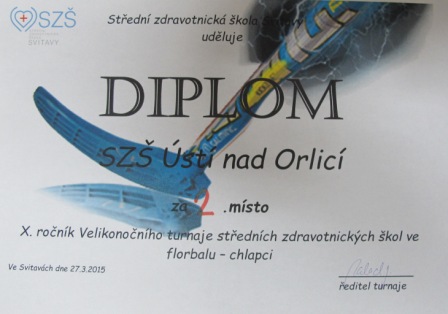 SZŠ
SVITAVY
Střední zdravotnická škola Svitavy
uděluje
DIPLOM
SZŠ Ústí nad Orlicí
za 2 .místo
X. ročník Velikonočního turnaje středních zdravotnických škol ve
florbalu – chlapci
Ve Svitavách dne 27.3.2015
ředitel turnaje